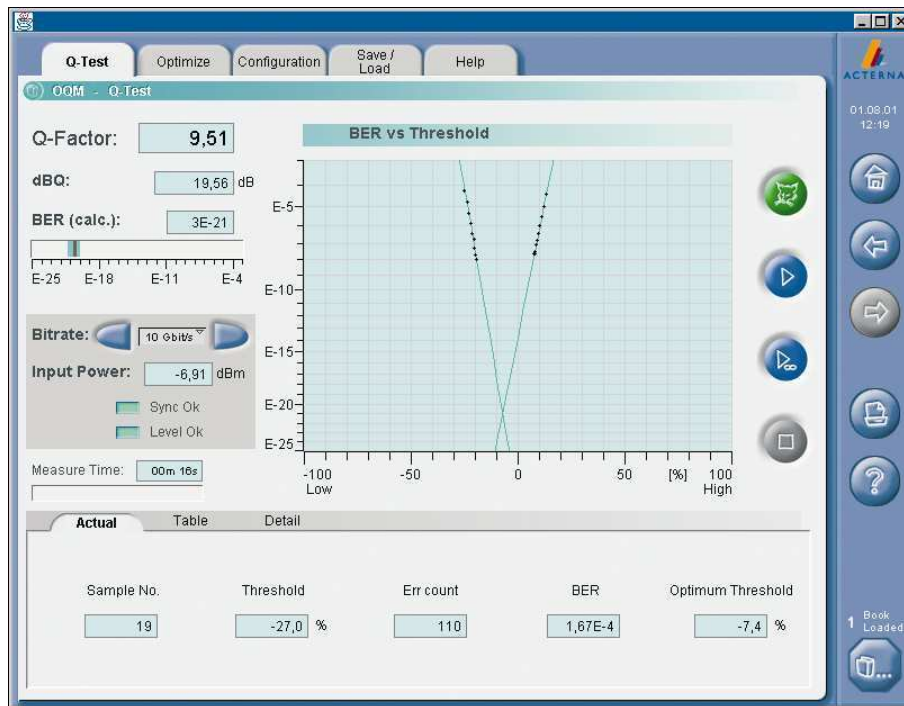 Q-Test
Optimize
Configuration
Save /
Load
Help
OQM - Q-Test
ACTERNA
01.08.01
12:19
Q-Factor: 9,51
dBQ: 19,56 dB
BER (calc.): 3E-21
E-25 E-18 E-11 E-4
Bitrate: 10 Gbit/s
Input Power: -6,91 dBm
Sync Ok
Level Ok
Measure Time: 00m 16s
BER vs Threshold
E-5
E-10
E-15
E-20
E-25
-100 -50 0 50 [%] 100
Low High
Actual Table Detail
Sample No. Threshold Err count BER Optimum Threshold
19 -27,0 % 110 1,67E-4 -7,4 %
1 Book
Loaded